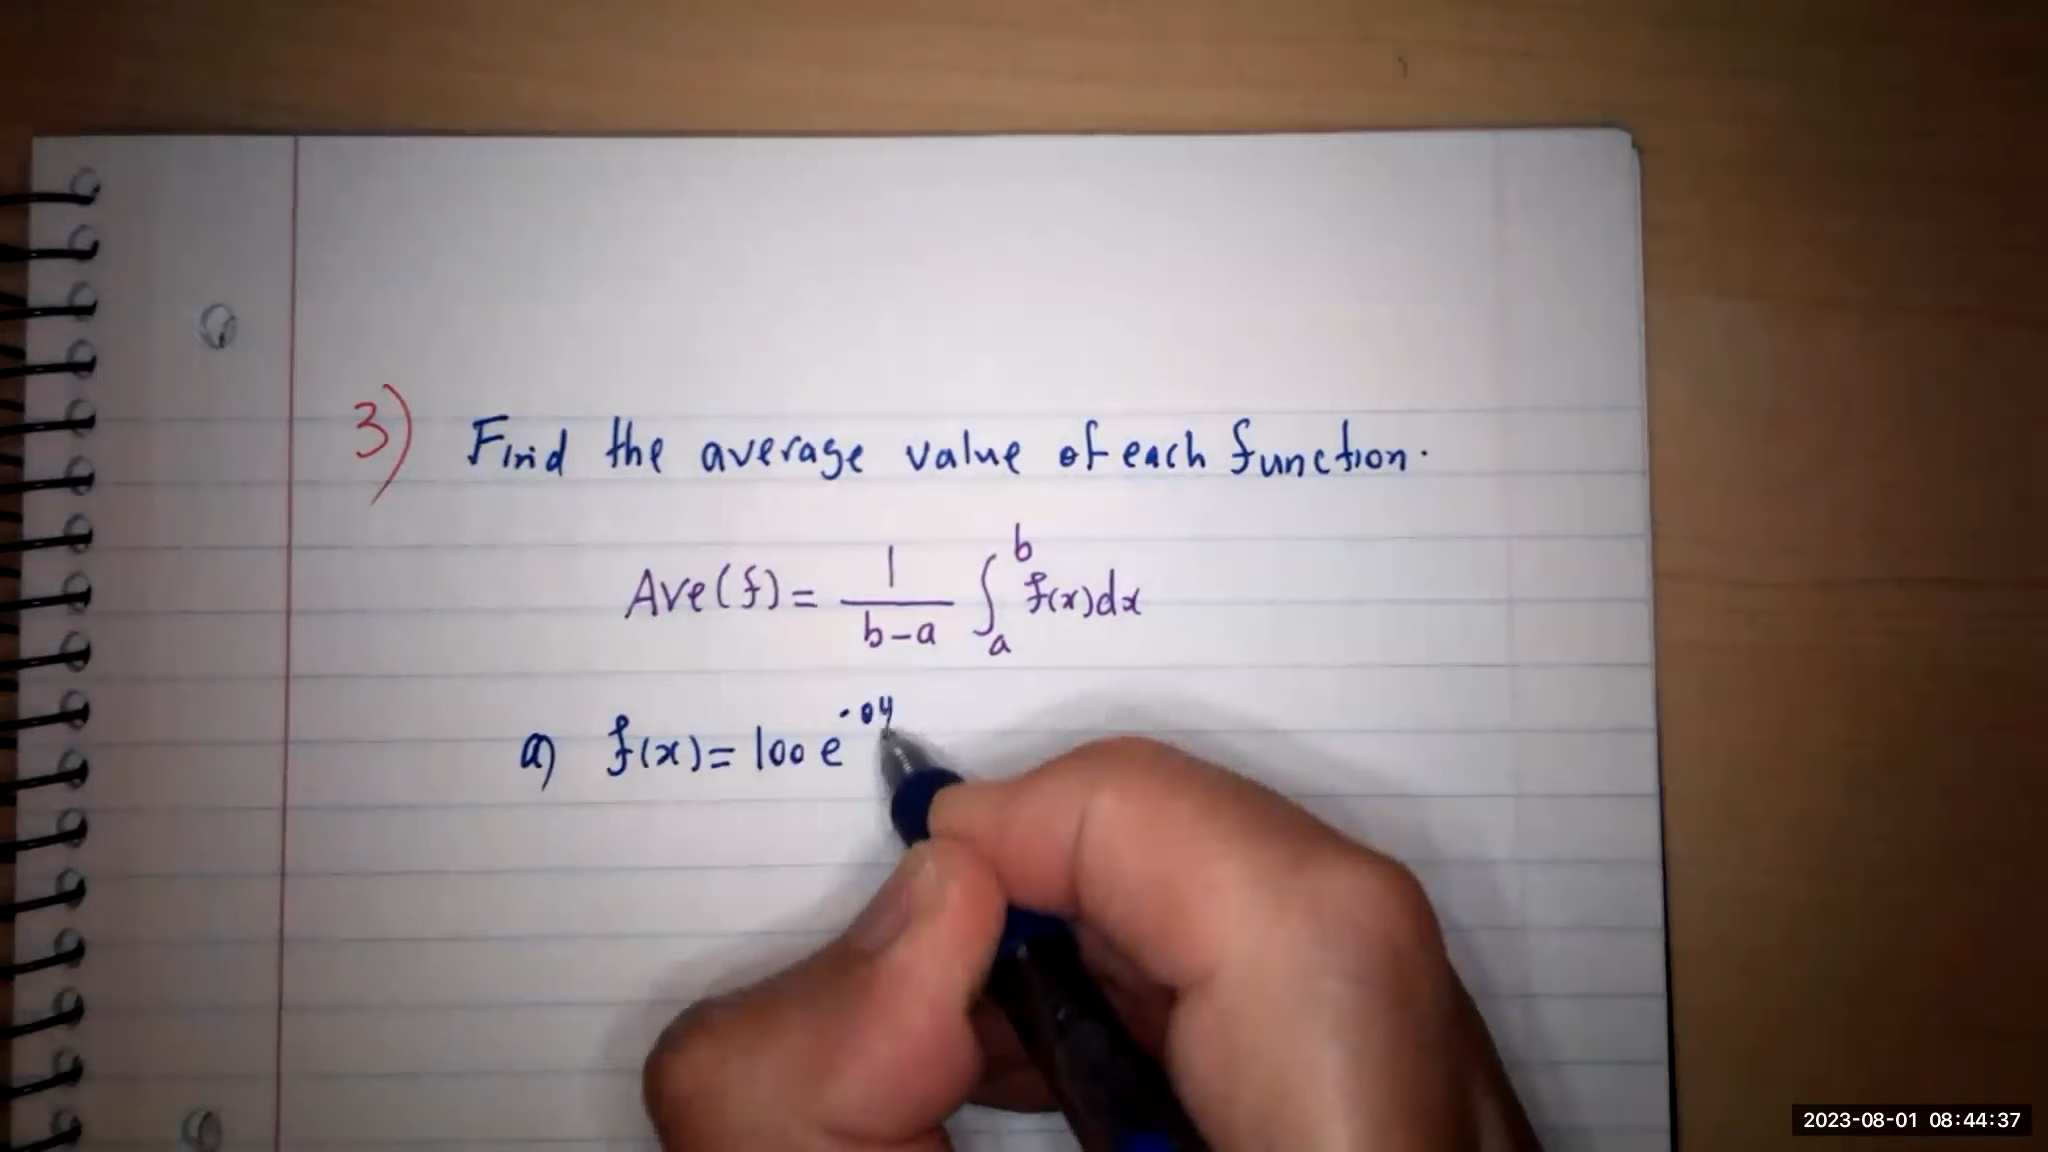 3) Find the average value of each function.
Ave(f) = 1/(b-a) ∫_a^b f(x)dx
a) f(x) = 100 e^.04
2023-08-01 08:44:37